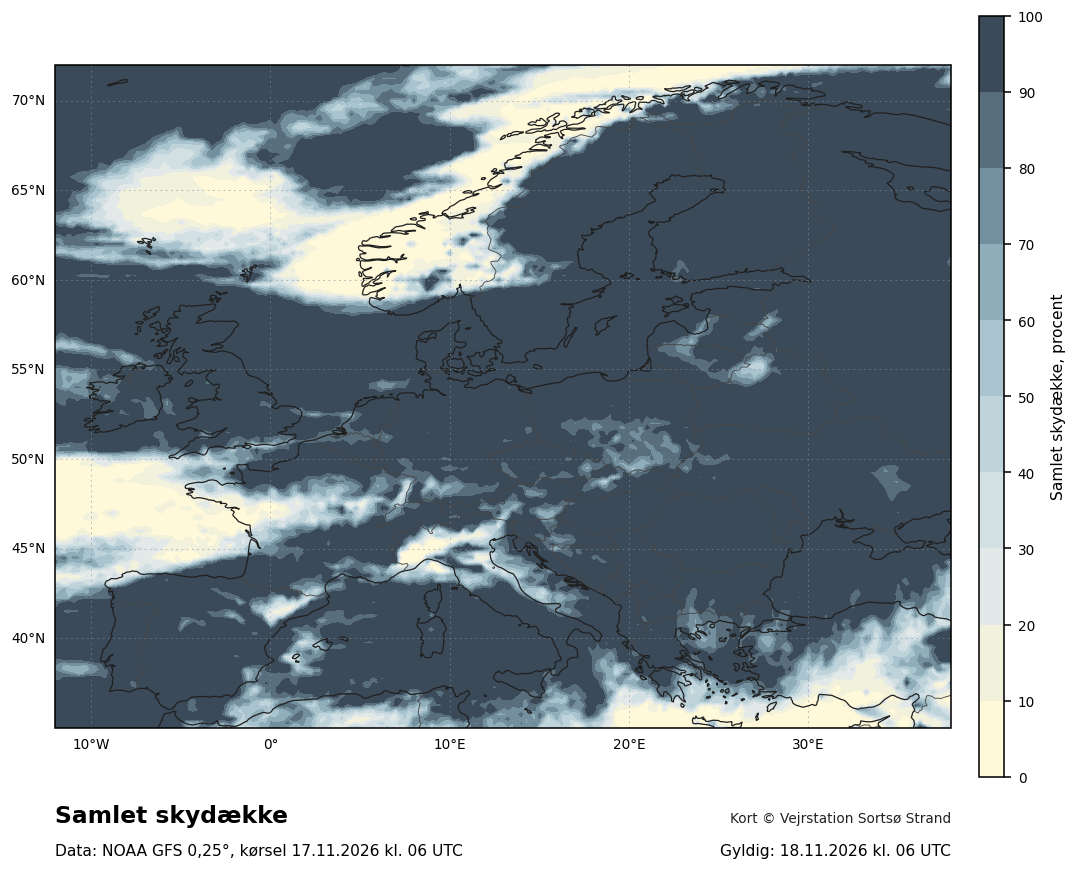 100
90
80
70
60
50
40
30
20
10
0
Samlet skydække, procent
70°N
65°N
60°N
55°N
50°N
45°N
40°N
10°W
0°
10°E
20°E
30°E
Samlet skydække
Kort © Vejrstation Sortsø Strand
Data: NOAA GFS 0,25°, kørsel 17.11.2026 kl. 06 UTC
Gyldig: 18.11.2026 kl. 06 UTC